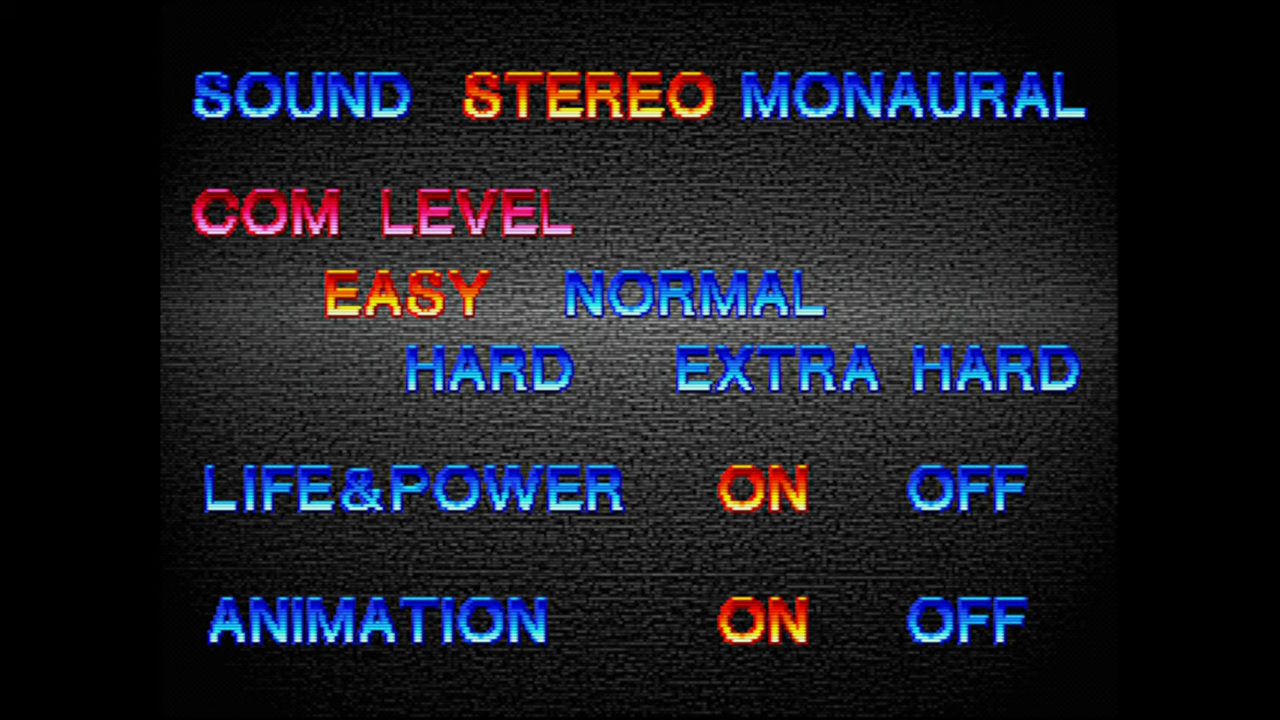 SOUND STEREO MONAURAL
COM LEVEL
EASY NORMAL
HARD EXTRA HARD
LIFE&POWER ON OFF
ANIMATION ON OFF